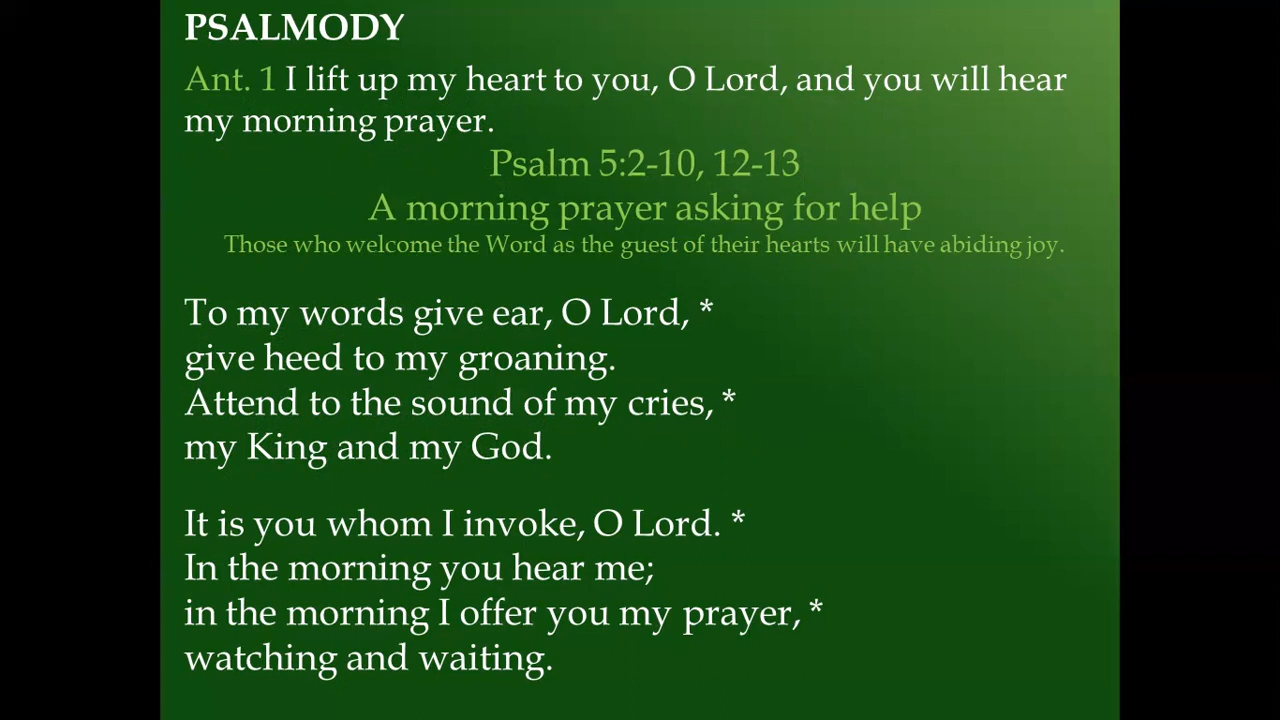 PSALMODY
Ant. 1 I lift up my heart to you, O Lord, and you will hear
my morning prayer.
Psalm 5:2-10, 12-13
A morning prayer asking for help
Those who welcome the Word as the guest of their hearts will have abiding joy.
To my words give ear, O Lord, *
give heed to my groaning.
Attend to the sound of my cries, *
my King and my God.
It is you whom I invoke, O Lord. *
In the morning you hear me;
in the morning I offer you my prayer, *
watching and waiting.